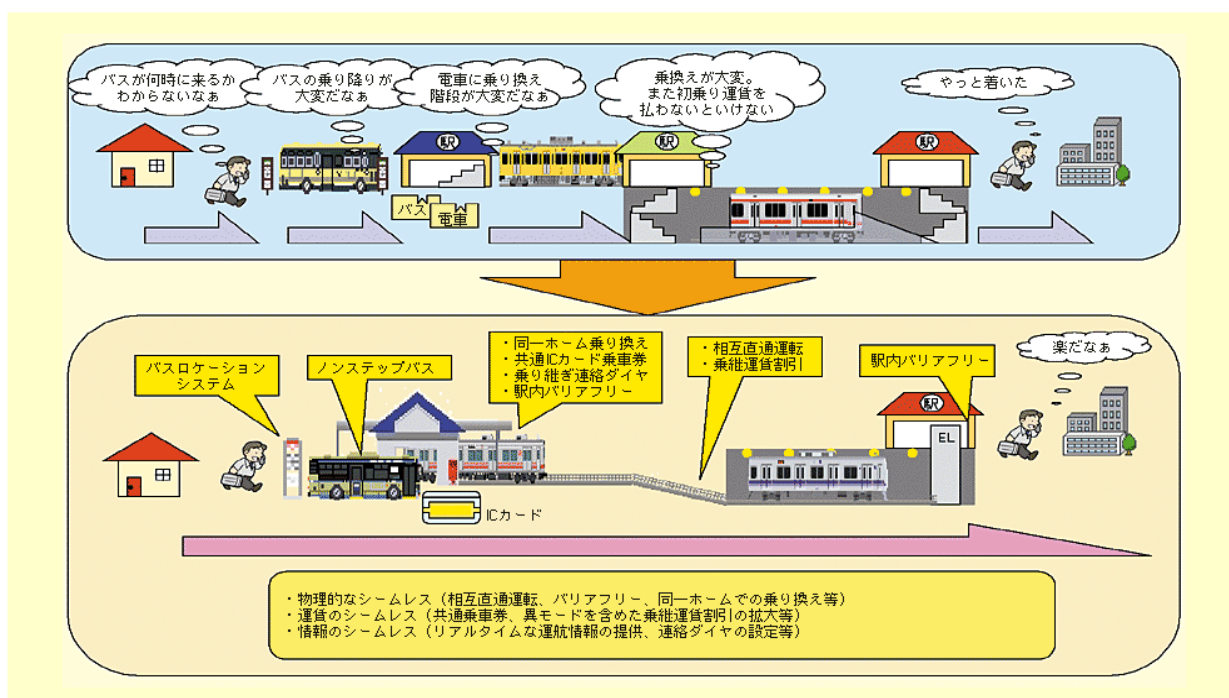 バスが何時に来るか
わからないなぁ
バスの乗り降りが
大変だなぁ
電車に乗り換え
階段が大変だなぁ
乗換えが大変。
また初乗り運賃を
払わないといけない
やっと着いた
駅
駅
駅
バス
電車
バスロケーション
システム
ノンステップバス
・同一ホーム乗り換え
・共通ICカード乗車券
・乗り継ぎ連絡ダイヤ
・駅内バリアフリー
・相互直通運転
・乗継運賃割引
駅内バリアフリー
楽だなぁ
駅
EL
ICカード
・物理的なシームレス（相互直通運転、バリアフリー、同一ホームでの乗り換え等）
・運賃のシームレス（共通乗車券、異モードを含めた乗継運賃割引の拡大等）
・情報のシームレス（リアルタイムな運航情報の提供、連絡ダイヤの設定等）